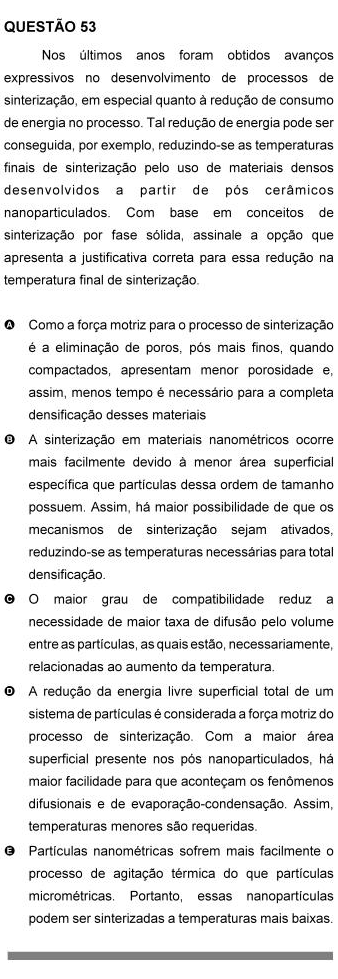 QUESTÃO 53
Nos últimos anos foram obtidos avanços
expressivos no desenvolvimento de processos de
sinterização, em especial quanto à redução de consumo
de energia no processo. Tal redução de energia pode ser
conseguida, por exemplo, reduzindo-se as temperaturas
finais de sinterização pelo uso de materiais densos
desenvolvidos a partir de pós cerâmicos
nanoparticulados. Com base em conceitos de
sinterização por fase sólida, assinale a opção que
apresenta a justificativa correta para essa redução na
temperatura final de sinterização.
A Como a força motriz para o processo de sinterização
é a eliminação de poros, pós mais finos, quando
compactados, apresentam menor porosidade e,
assim, menos tempo é necessário para a completa
densificação desses materiais
B A sinterização em materiais nanométricos ocorre
mais facilmente devido à menor área superficial
específica que partículas dessa ordem de tamanho
possuem. Assim, há maior possibilidade de que os
mecanismos de sinterização sejam ativados,
reduzindo-se as temperaturas necessárias para total
densificação.
C O maior grau de compatibilidade reduz a
necessidade de maior taxa de difusão pelo volume
entre as partículas, as quais estão, necessariamente,
relacionadas ao aumento da temperatura.
D A redução da energia livre superficial total de um
sistema de partículas é considerada a força motriz do
processo de sinterização. Com a maior área
superficial presente nos pós nanoparticulados, há
maior facilidade para que aconteçam os fenômenos
difusionais e de evaporação-condensação. Assim,
temperaturas menores são requeridas.
E Partículas nanométricas sofrem mais facilmente o
processo de agitação térmica do que partículas
micrométricas. Portanto, essas nanopartículas
podem ser sinterizadas a temperaturas mais baixas.